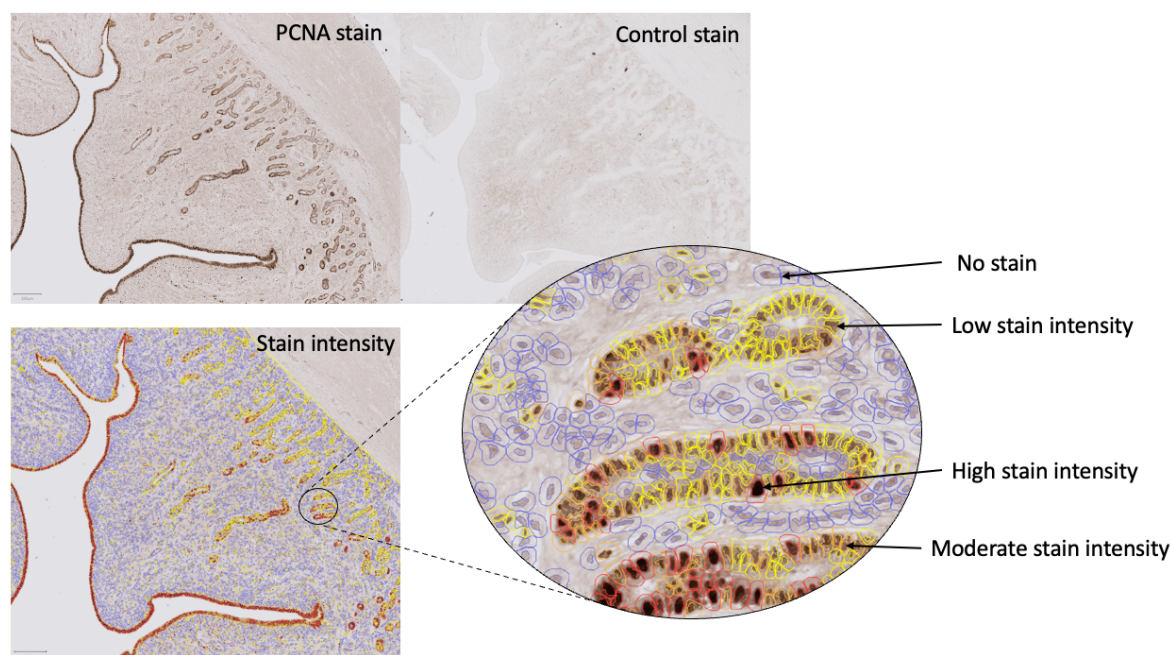 PCNA stain
Control stain
No stain
Low stain intensity
Stain intensity
High stain intensity
Moderate stain intensity